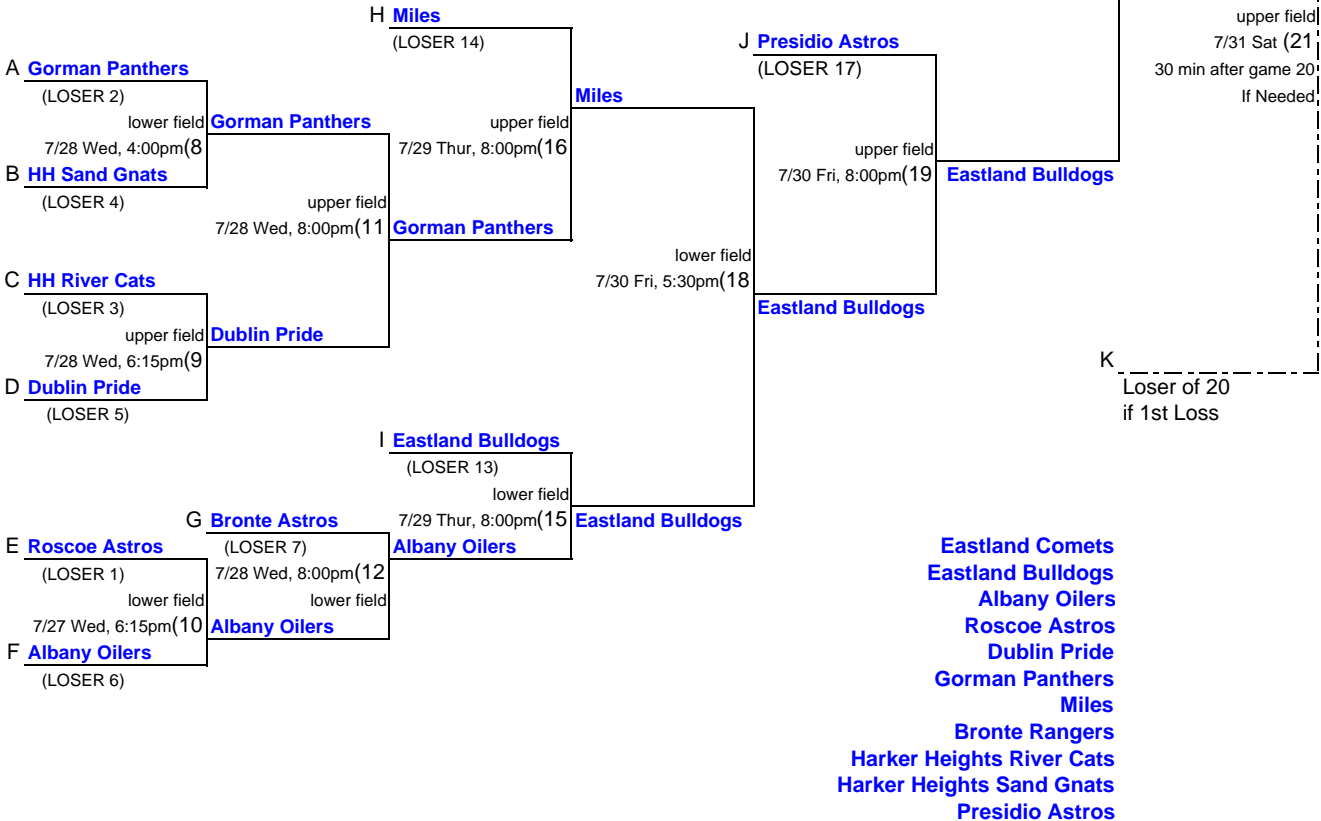 H Miles
(LOSER 14)
upper field
7/31 Sat (21
30 min after game 20
If Needed
J Presidio Astros
(LOSER 17)
A Gorman Panthers
(LOSER 2)
Miles
lower field
7/28 Wed, 4:00pm(8
Gorman Panthers
upper field
7/29 Thur, 8:00pm(16
upper field
7/30 Fri, 8:00pm(19
B HH Sand Gnats
(LOSER 4)
Eastland Bulldogs
upper field
7/28 Wed, 8:00pm(11
Gorman Panthers
lower field
7/30 Fri, 5:30pm(18
C HH River Cats
(LOSER 3)
Eastland Bulldogs
upper field
7/28 Wed, 6:15pm(9
Dublin Pride
D Dublin Pride
(LOSER 5)
K
Loser of 20
if 1st Loss
I Eastland Bulldogs
(LOSER 13)
lower field
7/29 Thur, 8:00pm(15
Eastland Bulldogs
G Bronte Astros
(LOSER 7)
E Roscoe Astros
(LOSER 1)
Albany Oilers
7/28 Wed, 8:00pm(12
lower field
lower field
7/27 Wed, 6:15pm(10
Albany Oilers
F Albany Oilers
(LOSER 6)
Eastland Comets
Eastland Bulldogs
Albany Oilers
Roscoe Astros
Dublin Pride
Gorman Panthers
Miles
Bronte Rangers
Harker Heights River Cats
Harker Heights Sand Gnats
Presidio Astros